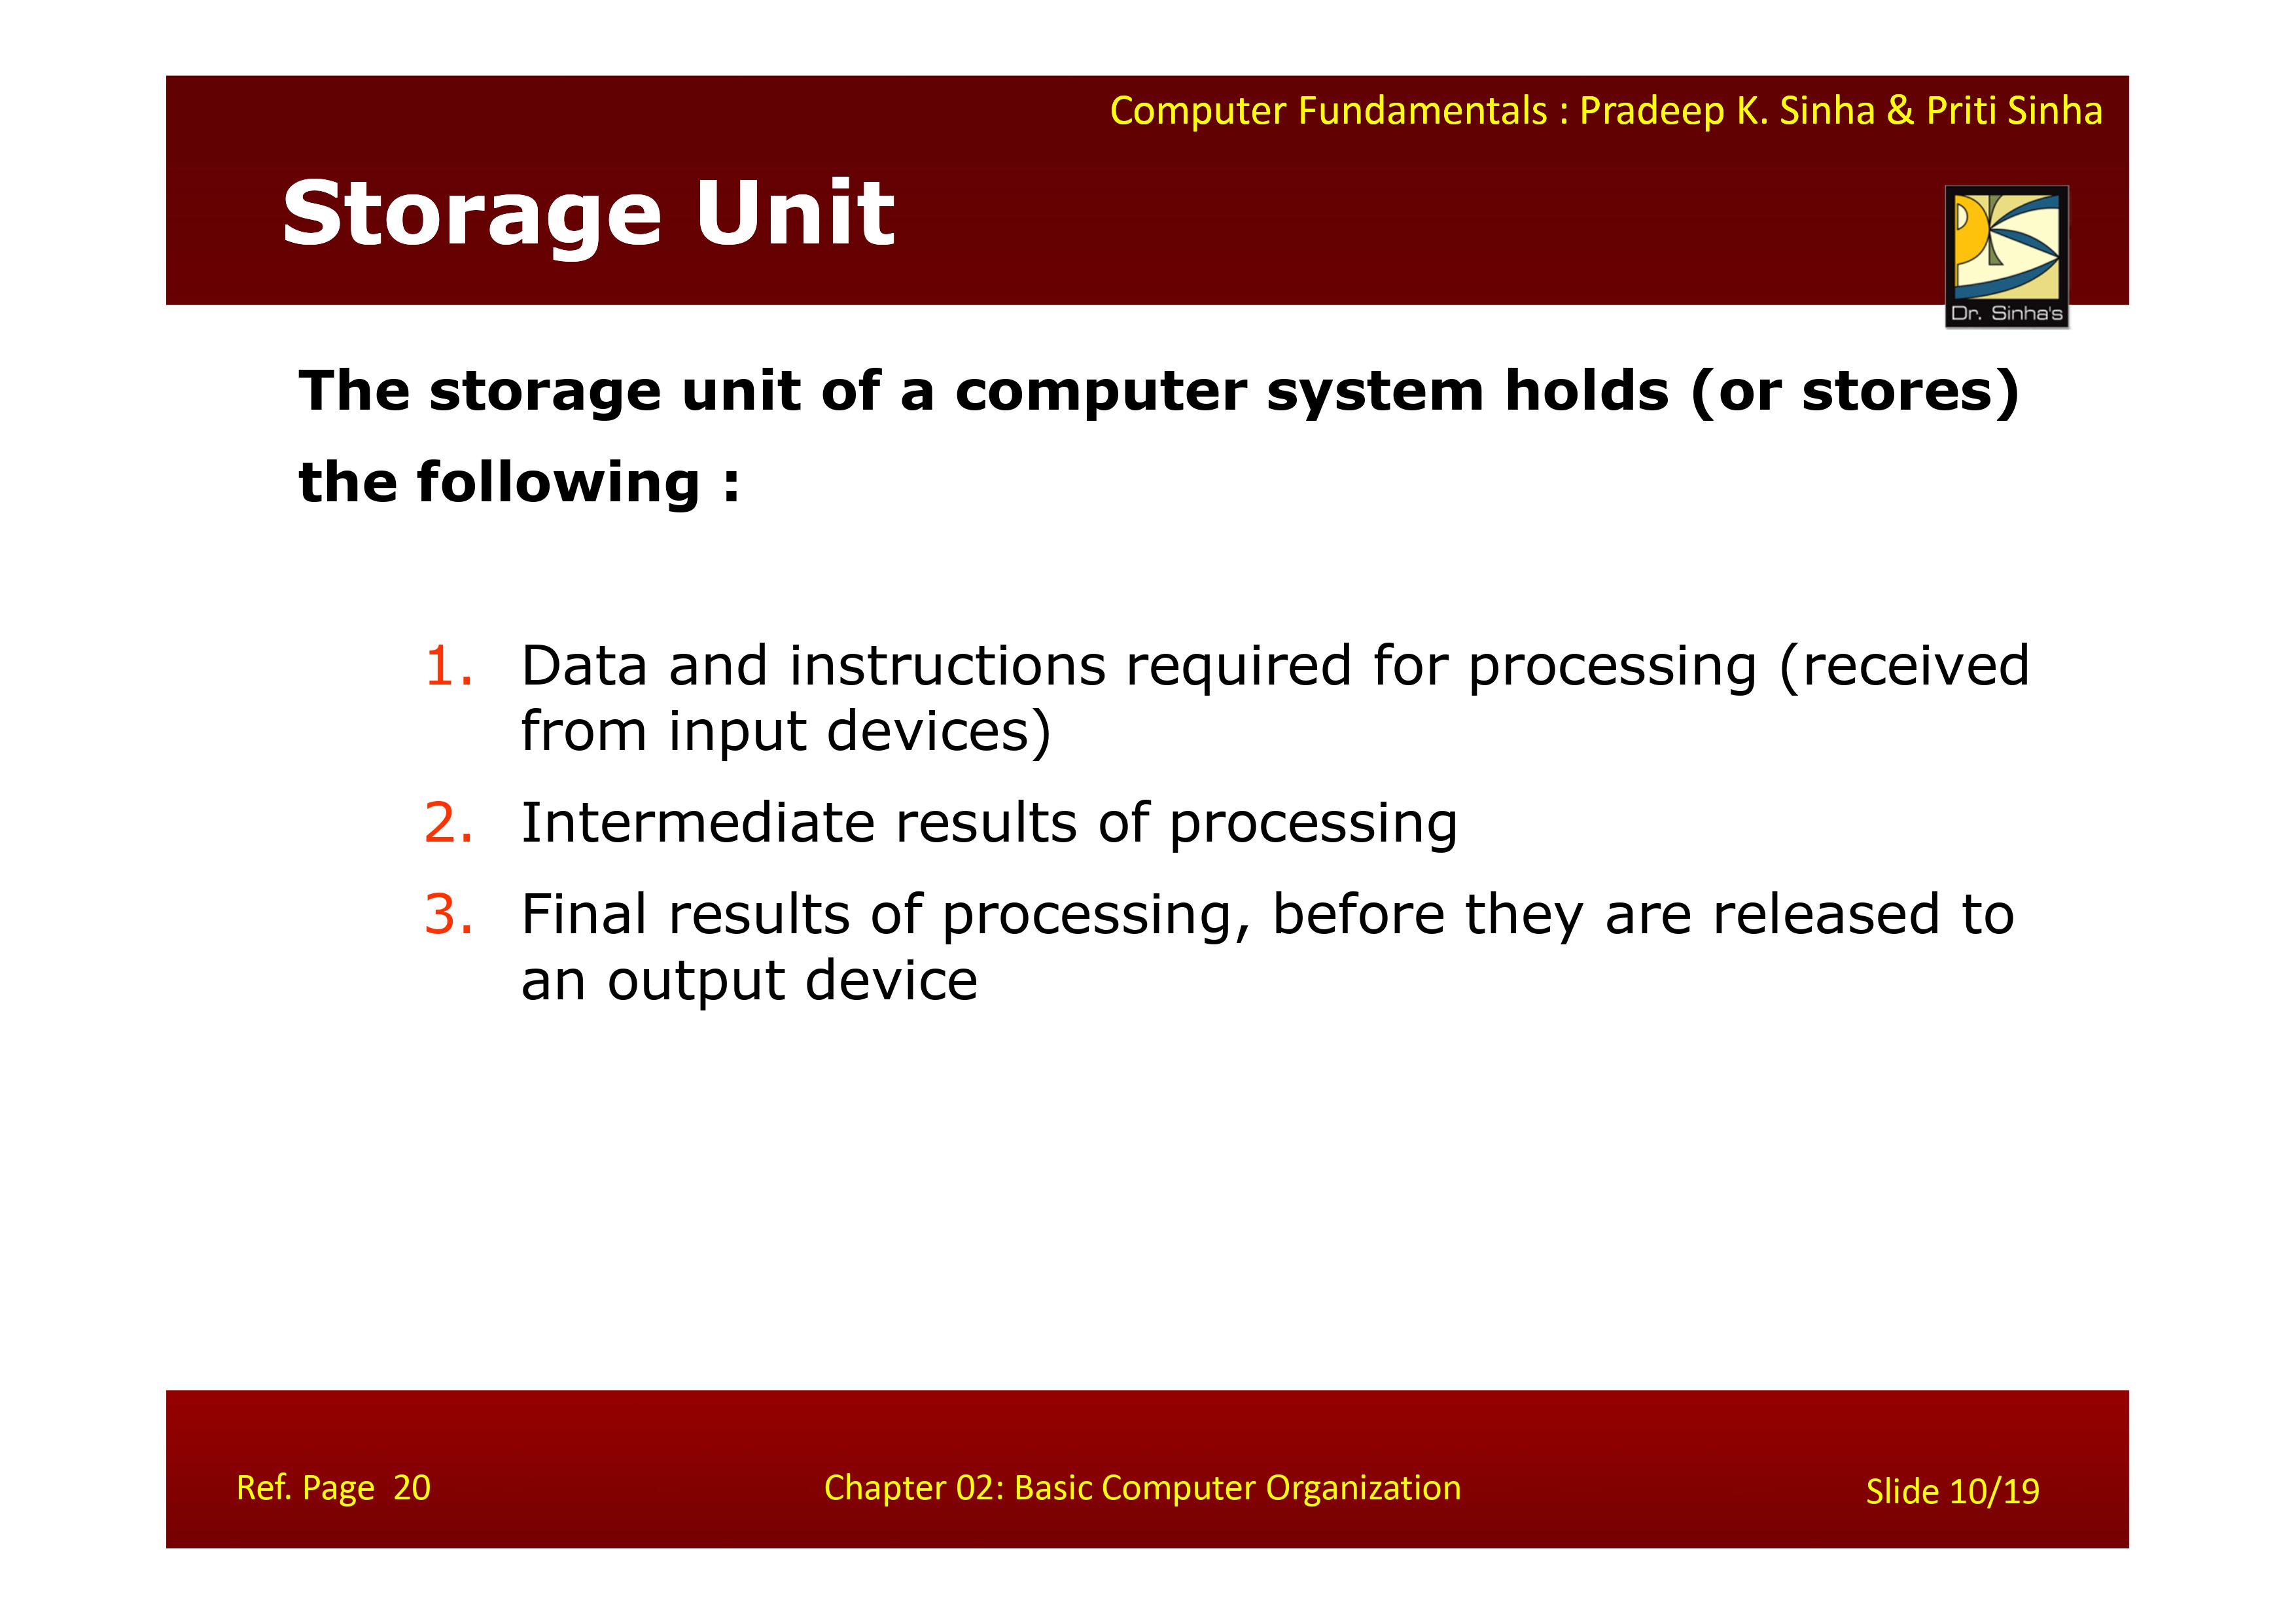 Computer Fundamentals : Pradeep K. Sinha & Priti Sinha
Storage Unit
Dr. Sinha's
The storage unit of a computer system holds (or stores)
the following :
1. Data and instructions required for processing (received
from input devices)
2. Intermediate results of processing
3. Final results of processing, before they are released to
an output device
Ref. Page 20
Chapter 02: Basic Computer Organization
Slide 10/19